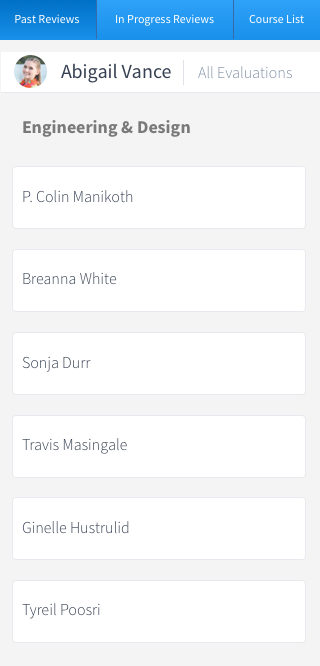 Past Reviews
In Progress Reviews
Course List
Abigail Vance
All Evaluations
Engineering & Design
P. Colin Manikoth
Breanna White
Sonja Durr
Travis Masingale
Ginelle Hustrulid
Tyreil Poosri